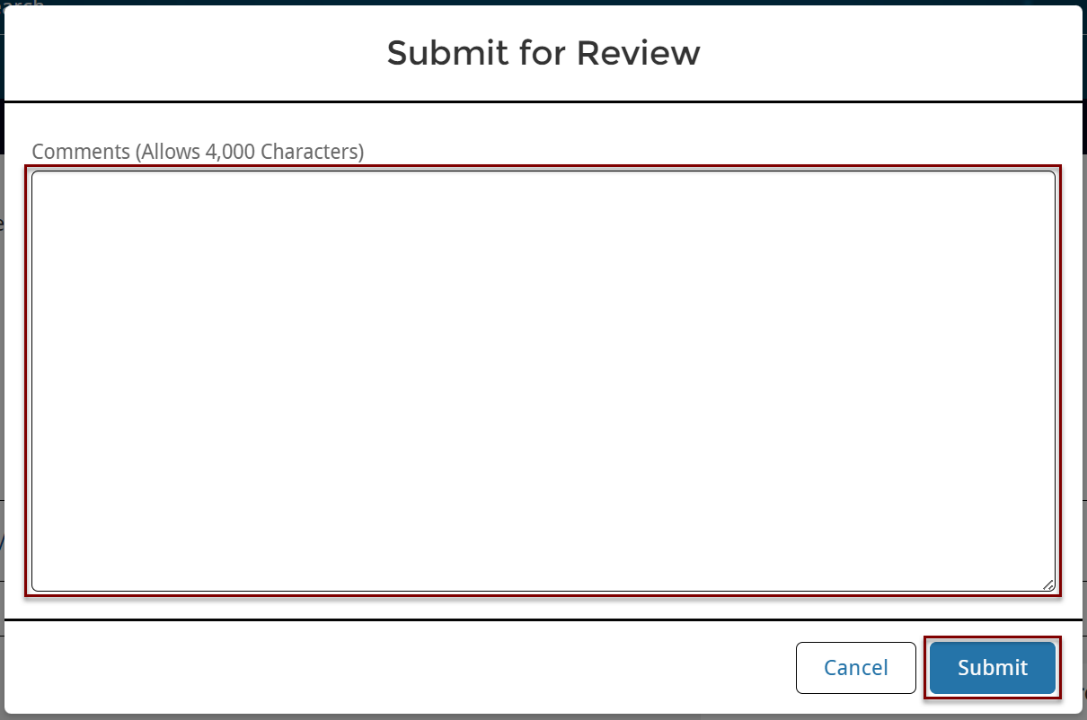 Submit for Review
Comments (Allows 4,000 Characters)
Cancel
Submit